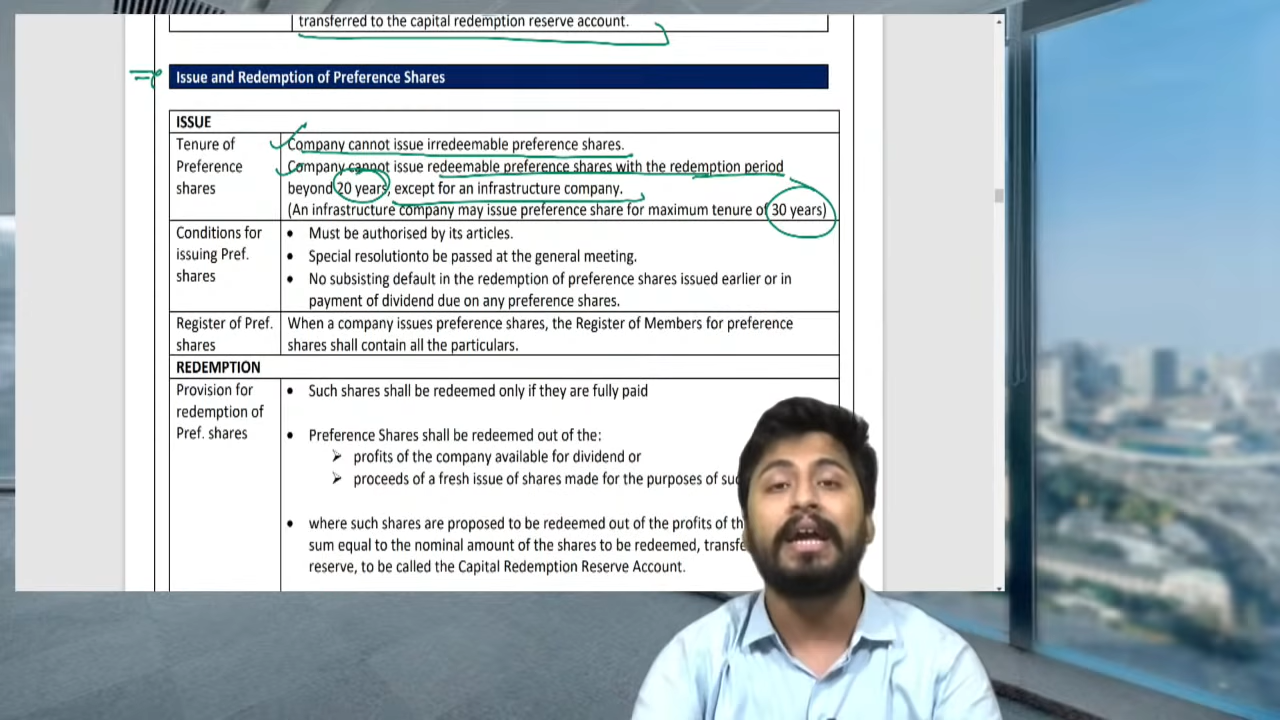 transferred to the capital redemption reserve account.
Issue and Redemption of Preference Shares
ISSUE
Tenure of Preference shares
Company cannot issue irredeemable preference shares.
Company cannot issue redeemable preference shares with the redemption period
beyond 20 years, except for an infrastructure company.
(An infrastructure company may issue preference share for maximum tenure of 30 years)
Conditions for issuing Pref. shares
• Must be authorised by its articles.
• Special resolutionto be passed at the general meeting.
• No subsisting default in the redemption of preference shares issued earlier or in
payment of dividend due on any preference shares.
Register of Pref. shares
When a company issues preference shares, the Register of Members for preference
shares shall contain all the particulars.
REDEMPTION
Provision for redemption of Pref. shares
• Such shares shall be redeemed only if they are fully paid
• Preference Shares shall be redeemed out of the:
➢ profits of the company available for dividend or
➢ proceeds of a fresh issue of shares made for the purposes of
• where such shares are proposed to be redeemed out of the profits of
sum equal to the nominal amount of the shares to be redeemed,
reserve, to be called the Capital Redemption Reserve Account.